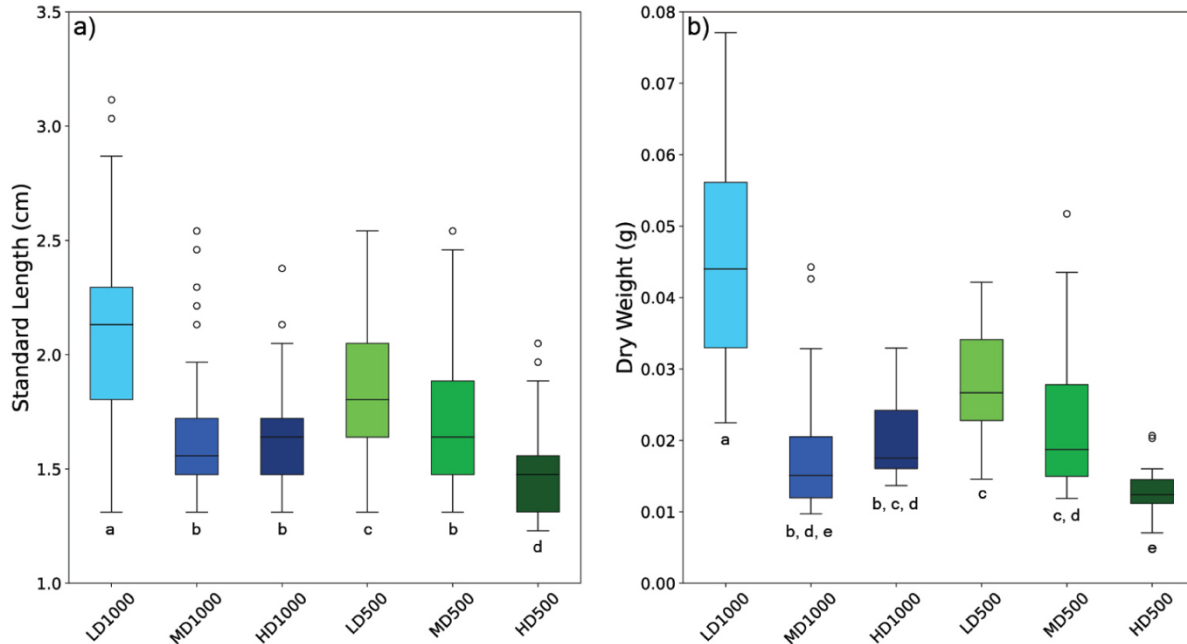 a)
Standard Length (cm)
3.5
3.0
2.5
2.0
1.5
1.0
a
b
b
c
b
d
LD1000
MD1000
HD1000
LD500
MD500
HD500
b)
Dry Weight (g)
0.08
0.07
0.06
0.05
0.04
0.03
0.02
0.01
0.00
a
b, d, e
b, c, d
c
c, d
e
LD1000
MD1000
HD1000
LD500
MD500
HD500